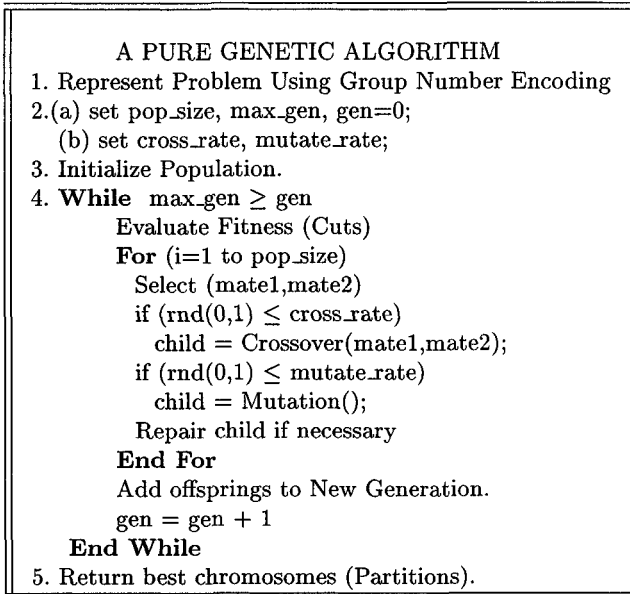 A PURE GENETIC ALGORITHM
1. Represent Problem Using Group Number Encoding
2.(a) set pop_size, max_gen, gen=0;
(b) set cross_rate, mutate_rate;
3. Initialize Population.
4. While max_gen ≥ gen
Evaluate Fitness (Cuts)
For (i=1 to pop_size)
Select (mate1,mate2)
if (rnd(0,1) ≤ cross_rate)
child = Crossover(mate1,mate2);
if (rnd(0,1) ≤ mutate_rate)
child = Mutation();
Repair child if necessary
End For
Add offsprings to New Generation.
gen = gen + 1
End While
5. Return best chromosomes (Partitions).